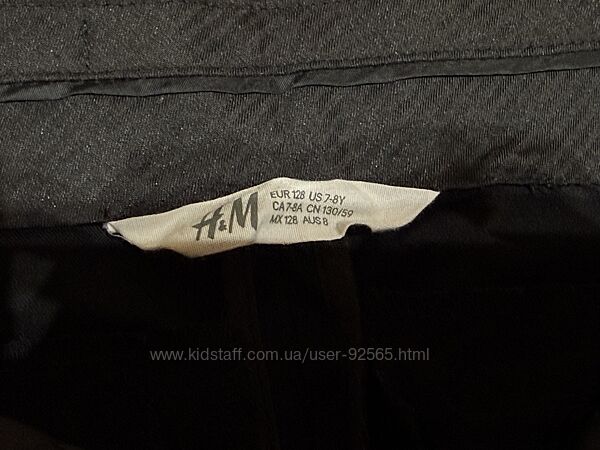 H&M
EUR 128 US 7-8Y
CA 7-8A CN 130/59
MX 128 AUS 8
www.kidstaff.com.ua/user-92565.html